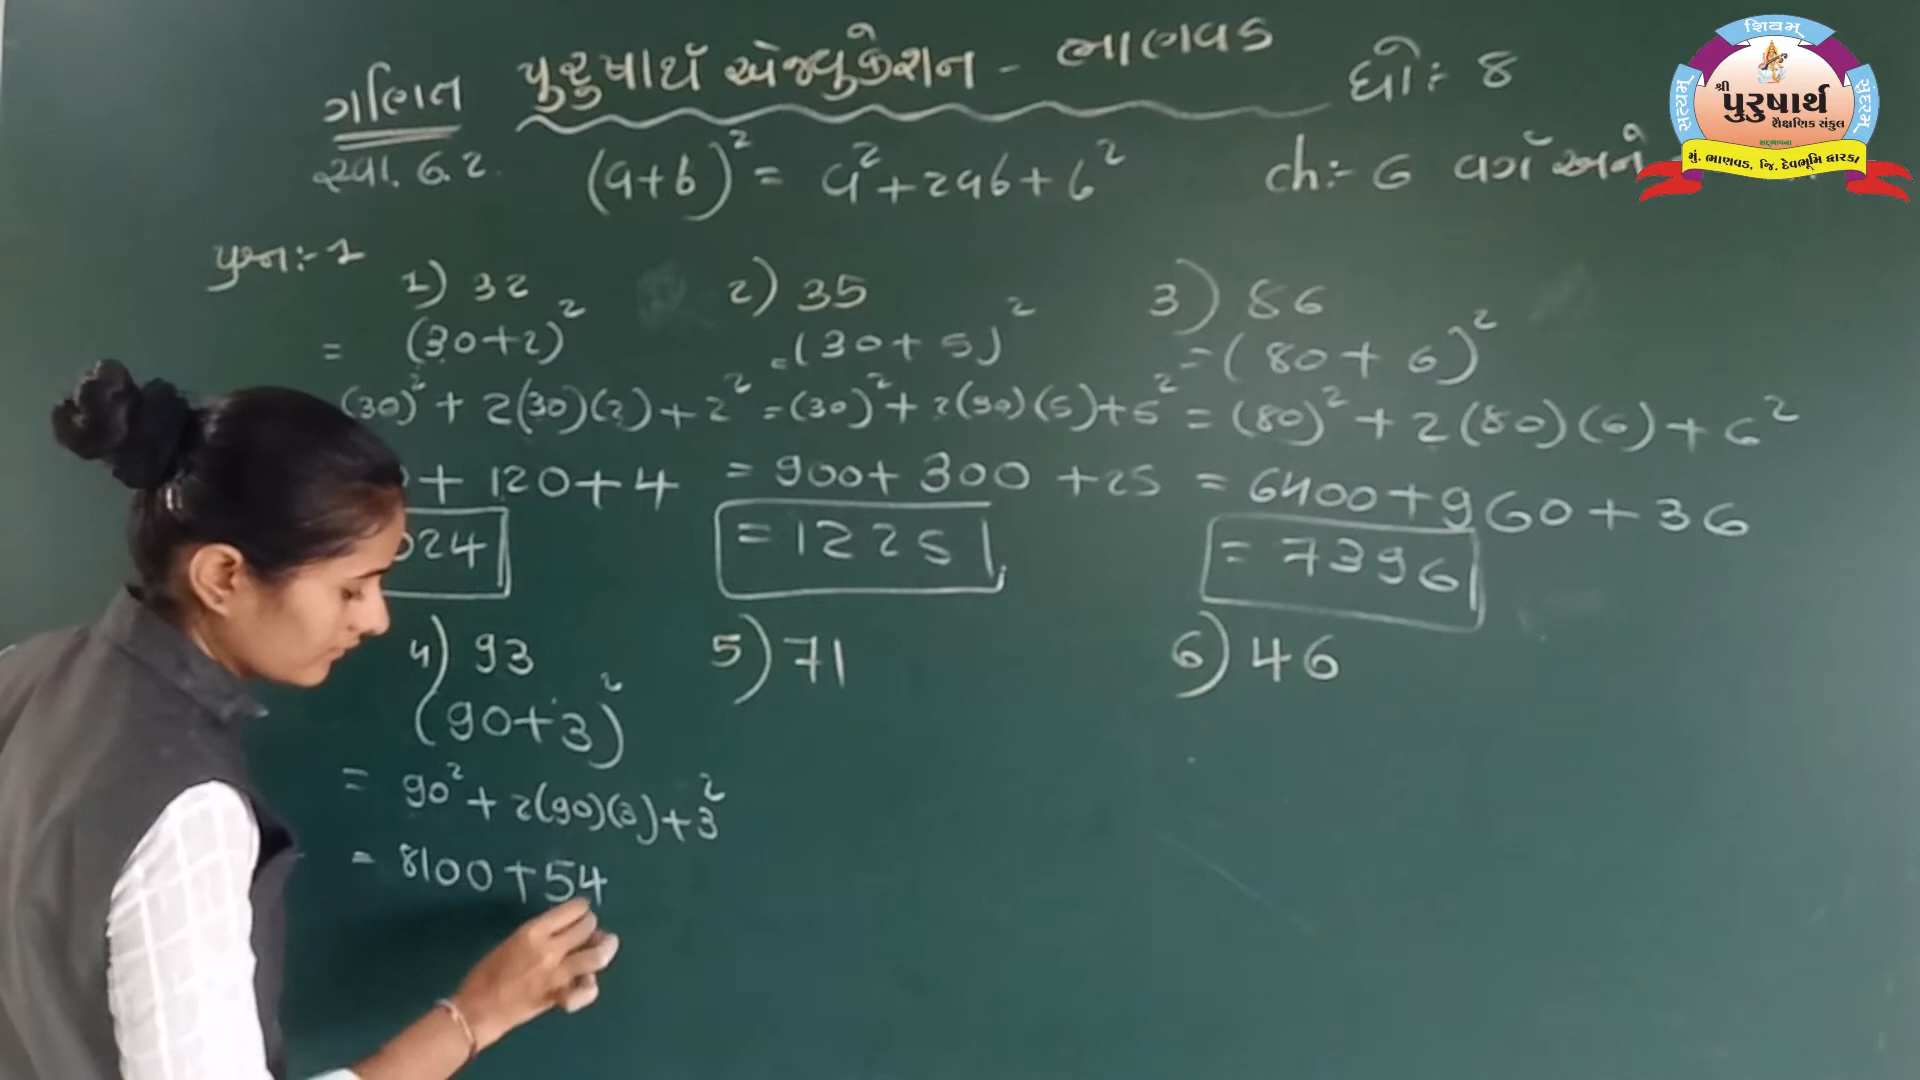 ગણિત પુરુષાર્થ એજ્યુકેશન - ભાણવડ ધો:- 8
સ્વા. 6.2 (a+b)² = a²+2ab+b² ch:- 6 વર્ગ અને
પ્રશ્ન:-1
1) 32 2) 35 3) 86
= (30+2)² =(30+5)² =(80+6)²
(30)²+2(30)(2)+2² =(30)²+2(30)(5)+5² =(80)²+2(80)(6)+6²
+120+4 =900+300+25 =6400+960+36
024 =1225 =7396
4) 93 5) 71 6) 46
(90+3)²
= 90²+2(90)(3)+3²
= 8100+54
શિવમ્
સત્યમ્
સુંદરમ્
શ્રી
પુરુષાર્થ
શૈક્ષણિક સંકુલ
મું. ભાણવડ, જિ. દેવભૂમિ દ્વારકા